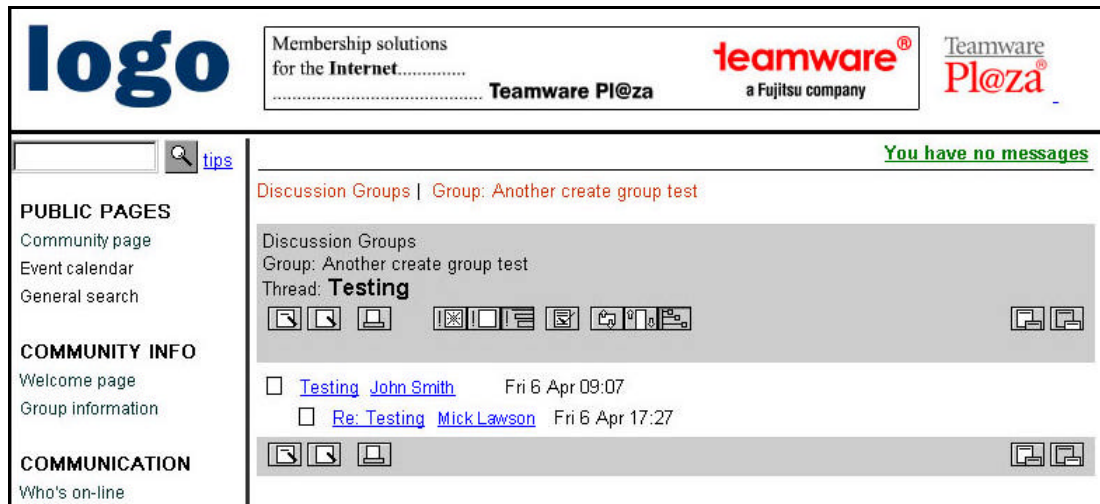 logo
Membership solutions
for the Internet..............
.......................................... Teamware Pl@za
teamware®
a Fujitsu company
Teamware
Pl@za®
tips
You have no messages
Discussion Groups | Group: Another create group test
PUBLIC PAGES
Community page
Event calendar
General search
COMMUNITY INFO
Welcome page
Group information
COMMUNICATION
Who's on-line
Discussion Groups
Group: Another create group test
Thread: Testing
Testing John Smith Fri 6 Apr 09:07
Re: Testing Mick Lawson Fri 6 Apr 17:27